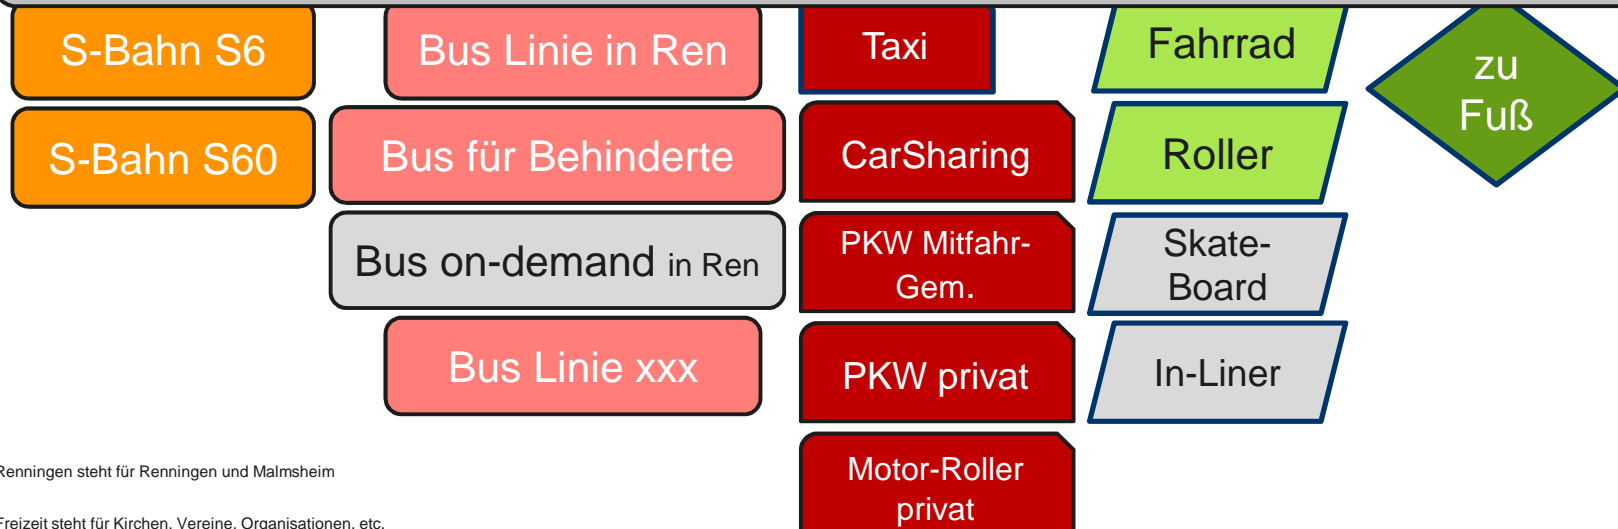 S-Bahn S6
Bus Linie in Ren
Taxi
Fahrrad
zu
Fuß
S-Bahn S60
Bus für Behinderte
CarSharing
Roller
Bus on-demand in Ren
PKW Mitfahr-
Gem.
Skate-
Board
Bus Linie xxx
PKW privat
In-Liner
Motor-Roller
privat
Renningen steht für Renningen und Malmsheim
Freizeit steht für Kirchen, Vereine, Organisationen, etc.